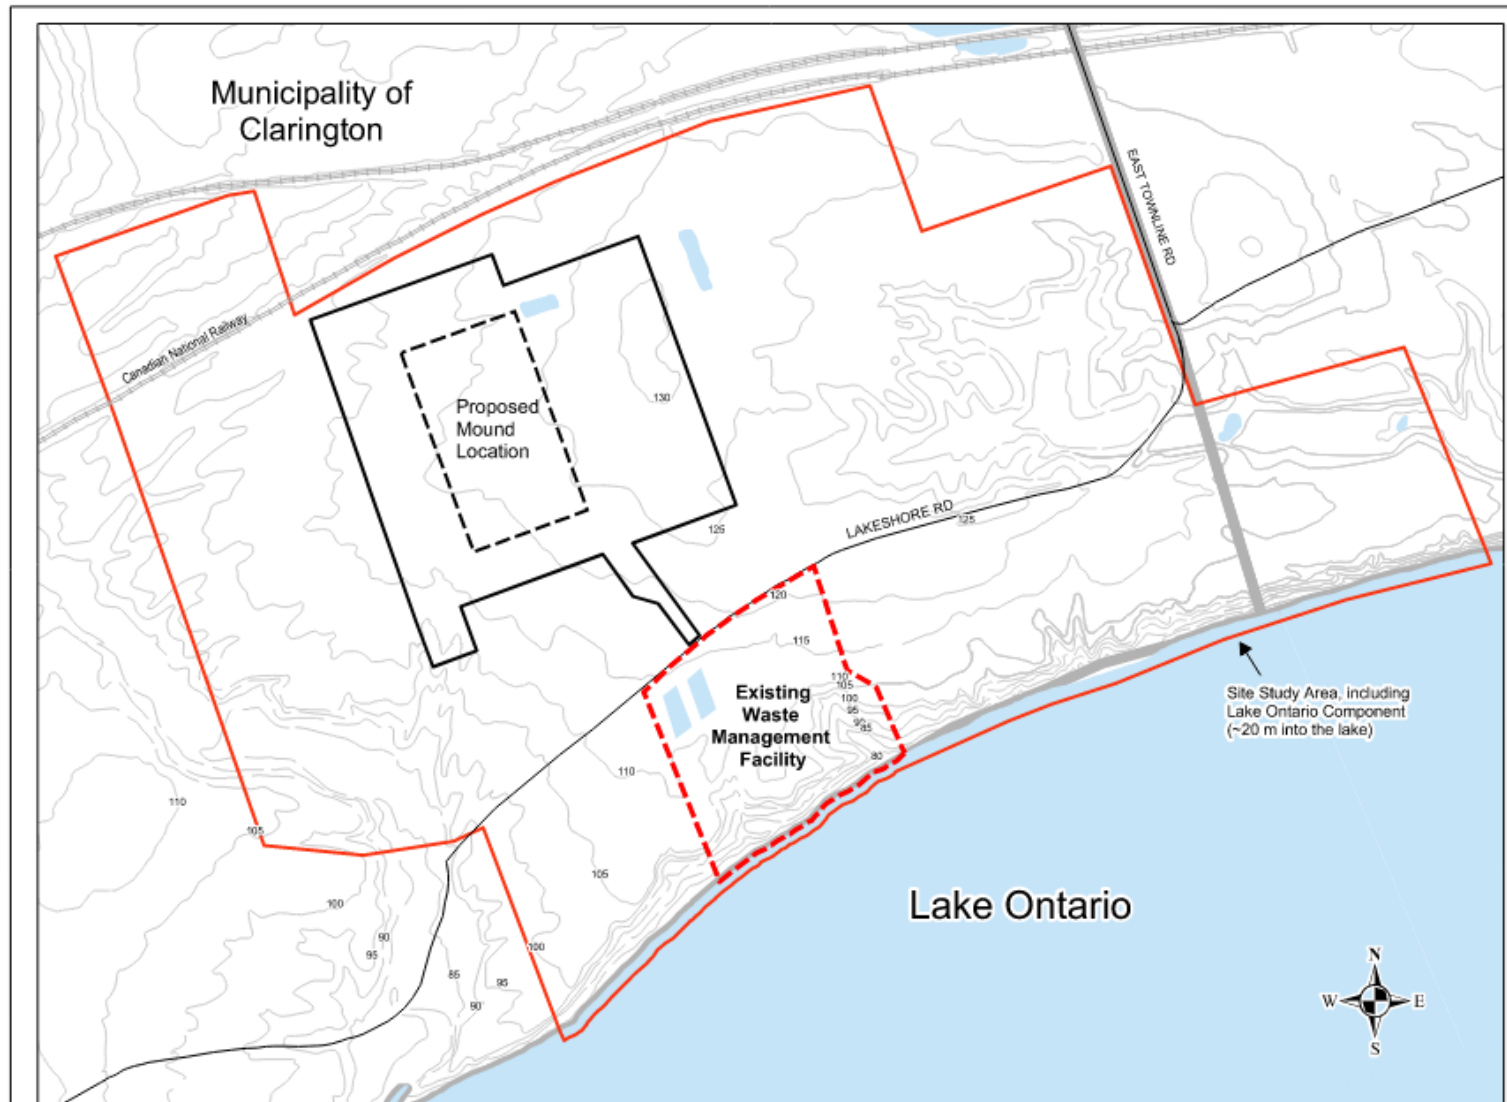 Municipality of
Clarington
EAST TOWNLINE RD
Canadian National Railway
130
Proposed
Mound
Location
125
LAKESHORE RD
125
120
115
110
105
100
95
90
85
80
Existing
Waste
Management
Facility
Site Study Area, including
Lake Ontario Component
(~20 m into the lake)
110
110
105
105
100
90
95
100
85
95
90
Lake Ontario
N
W
E
S